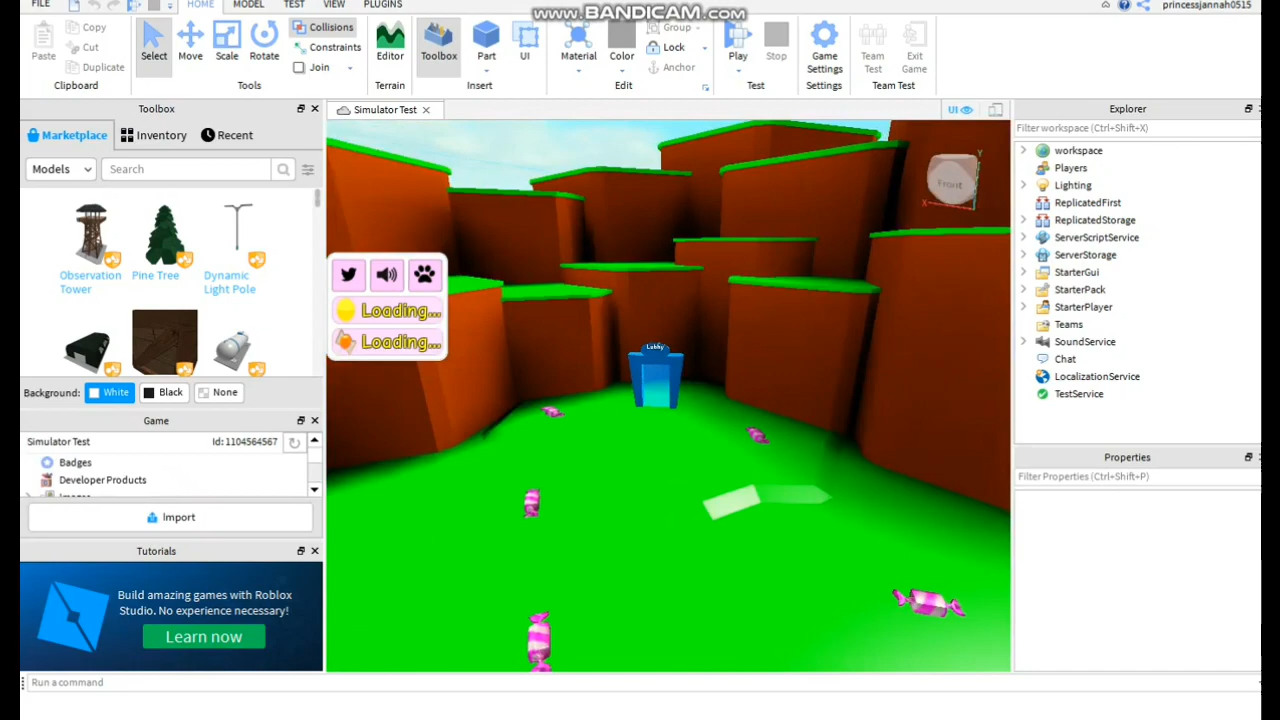 FILE HOME MODEL TEST VIEW PLUGINS
www.BANDICAM.com
princessjannah0515
Paste Copy Cut Duplicate
Clipboard
Select Move Scale Rotate Collisions Constraints Join
Tools
Editor
Terrain
Toolbox Part UI
Insert
Material Color Group Lock Anchor
Edit
Play Stop
Test
Game Settings
Settings
Team Test Exit Game
Team Test
Toolbox
Marketplace Inventory Recent
Models Search
Observation Tower
Pine Tree
Dynamic Light Pole
Background: White Black None
Game
Simulator Test Id: 1104564567
Badges
Developer Products
Import
Tutorials
Build amazing games with Roblox
Studio. No experience necessary!
Learn now
Run a command
Simulator Test
UI
Front
Y
X
Loading...
Loading...
Lobby
Explorer
Filter workspace (Ctrl+Shift+X)
workspace
Players
Lighting
ReplicatedFirst
ReplicatedStorage
ServerScriptService
ServerStorage
StarterGui
StarterPack
StarterPlayer
Teams
SoundService
Chat
LocalizationService
TestService
Properties
Filter Properties (Ctrl+Shift+P)